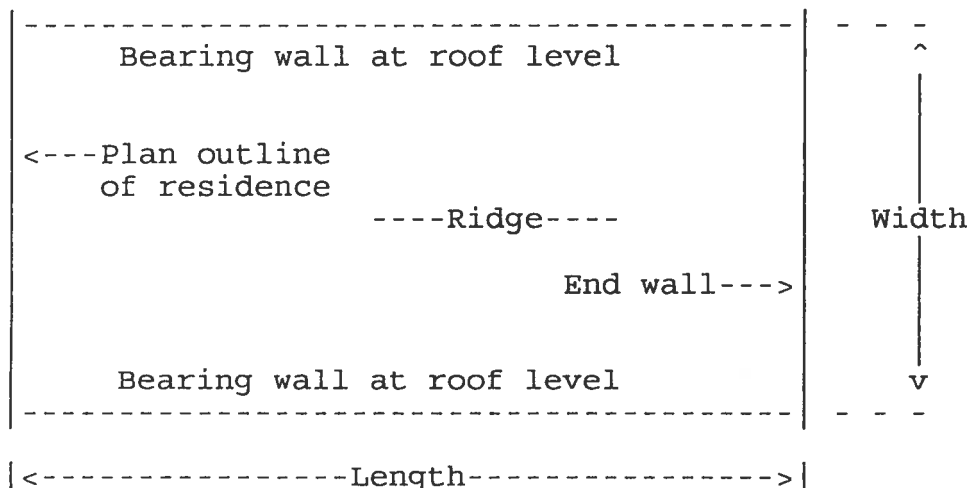 Bearing wall at roof level
<---Plan outline
of residence
----Ridge----
Width
End wall--->
Bearing wall at roof level
v
|<-----------------Length---------------->|